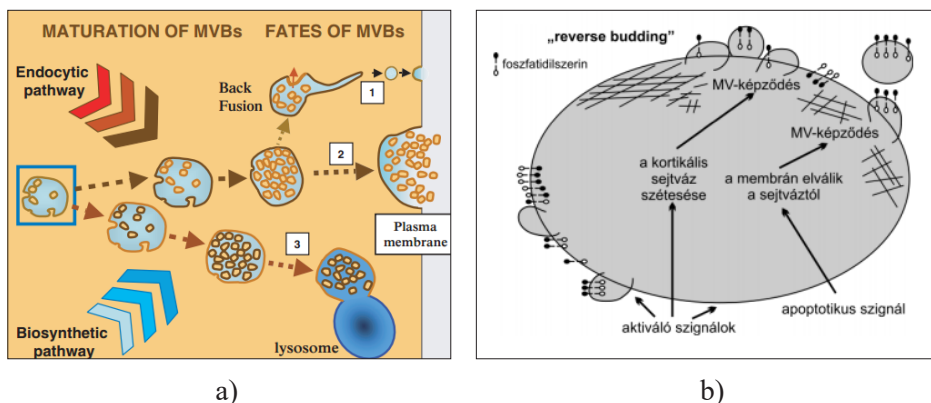 MATURATION OF MVBs
FATES OF MVBs
Endocytic
pathway
Back
Fusion
1
2
Plasma
membrane
3
Biosynthetic
pathway
lysosome
a)
„reverse budding”
foszfatidilszerin
MV-képződés
MV-képződés
a kortikális
sejtváz
szétesése
a membrán elválik
a sejtváztól
aktiváló szignálok
apoptotikus szignál
b)